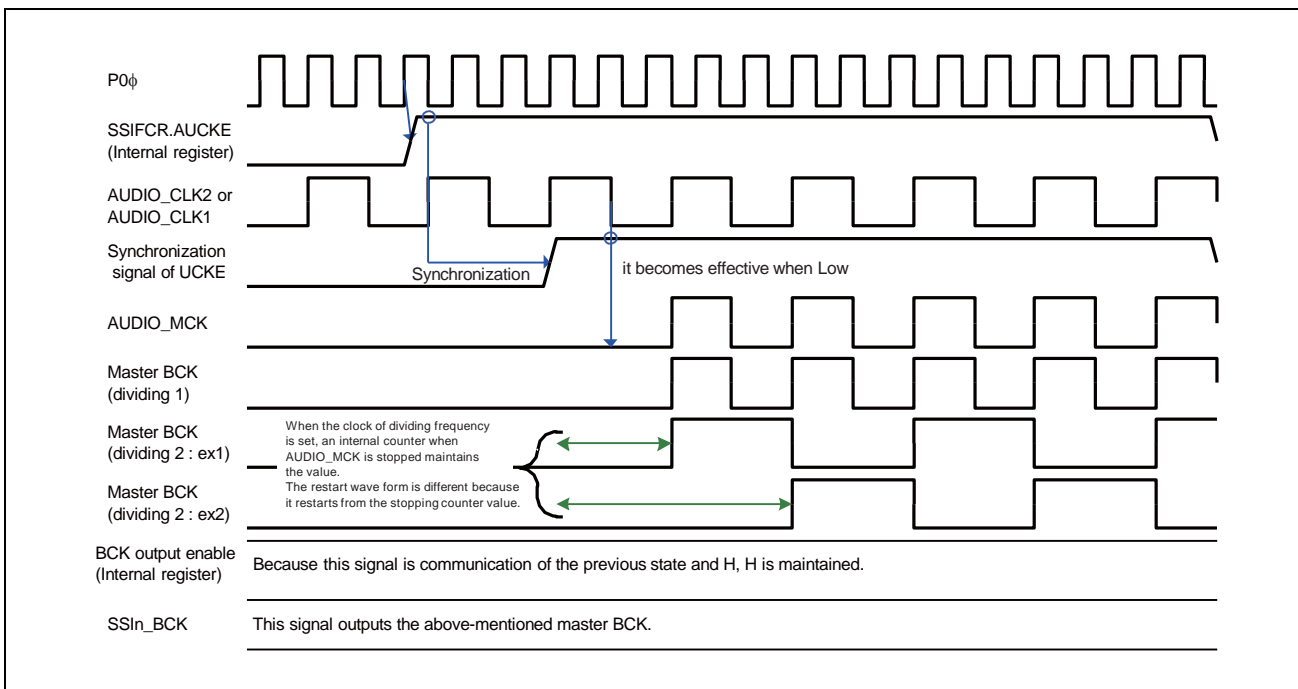 P0ϕ
SSIFCR.AUCKE
(Internal register)
AUDIO_CLK2 or
AUDIO_CLK1
Synchronization
signal of UCKE
Synchronization
it becomes effective when Low
AUDIO_MCK
Master BCK
(dividing 1)
Master BCK
(dividing 2 : ex1)
When the clock of dividing frequency
is set, an internal counter when
AUDIO_MCK is stopped maintains
the value.
The restart wave form is different because
it restarts from the stopping counter value.
Master BCK
(dividing 2 : ex2)
BCK output enable
(Internal register)
Because this signal is communication of the previous state and H, H is maintained.
SSIn_BCK
This signal outputs the above-mentioned master BCK.